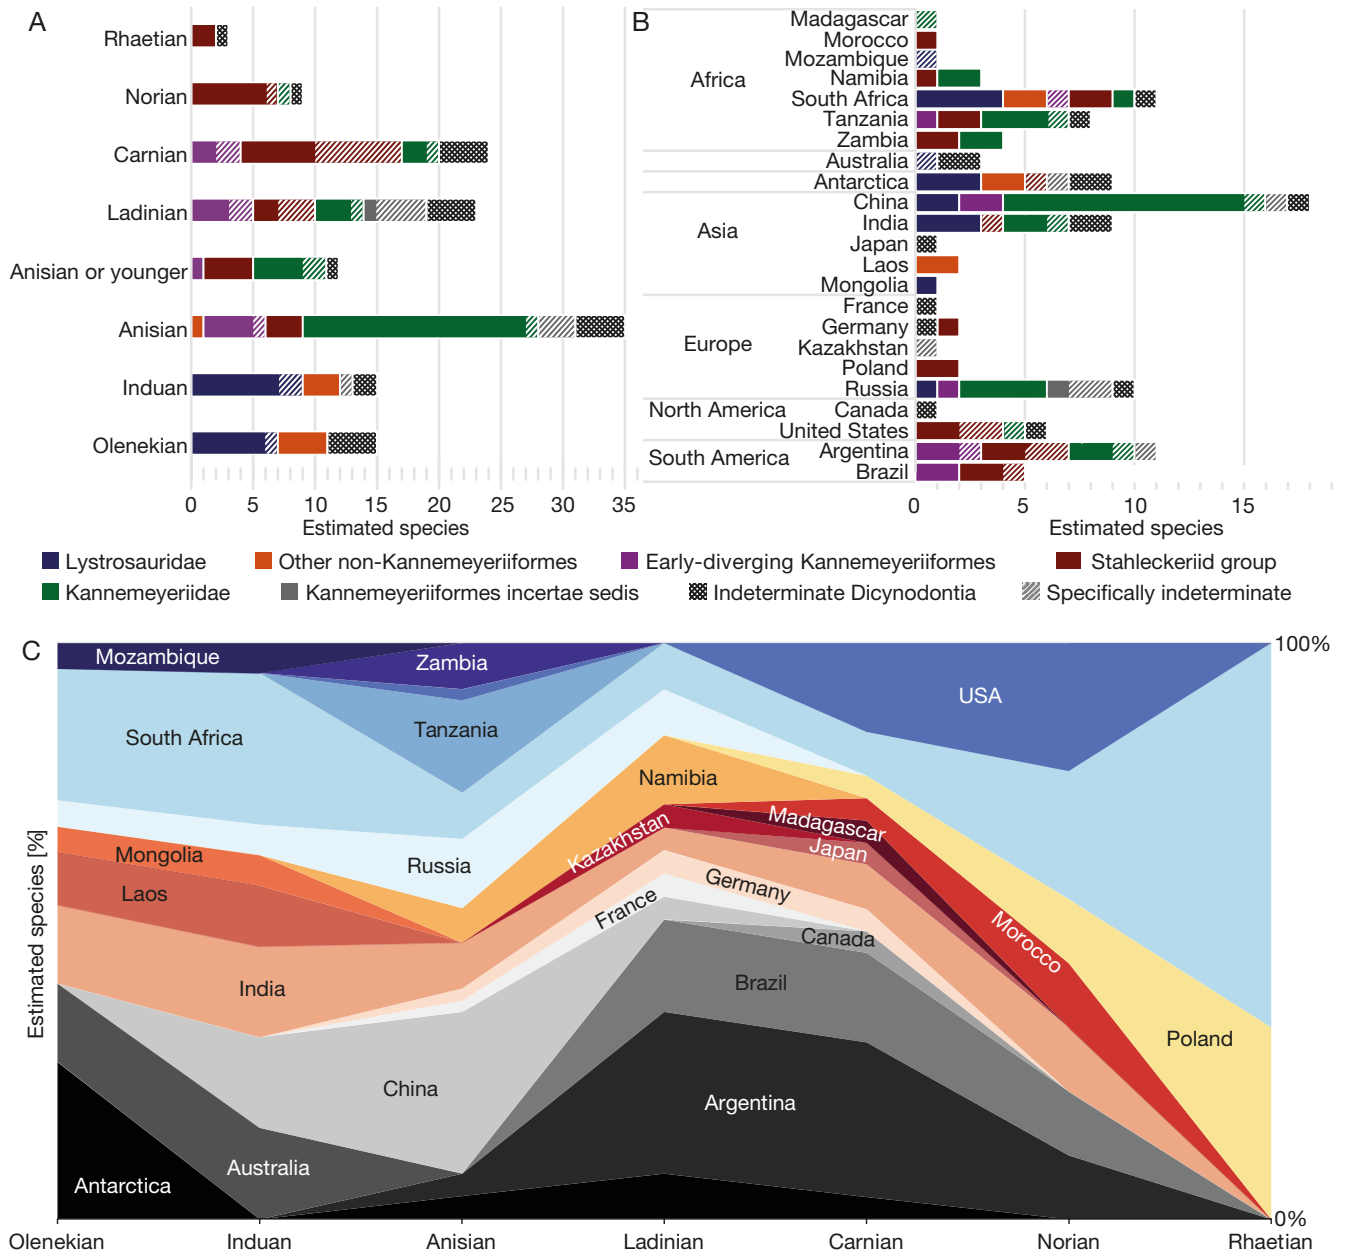 A
Rhaetian
Norian
Carnian
Ladinian
Anisian or younger
Anisian
Induan
Olenekian
0 5 10 15 20 25 30 35
Estimated species
B
Africa
Madagascar
Morocco
Mozambique
Namibia
South Africa
Tanzania
Zambia
Australia
Antarctica
Asia
China
India
Japan
Laos
Mongolia
Europe
France
Germany
Kazakhstan
Poland
Russia
North America
Canada
United States
South America
Argentina
Brazil
0 5 10 15
Estimated species
Lystrosauridae Other non-Kannemeyeriiformes Early-diverging Kannemeyeriiformes Stahleckeriid group
Kannemeyeriidae Kannemeyeriiformes incertae sedis Indeterminate Dicynodontia Specifically indeterminate
C
Estimated species [%]
100%
0%
Mozambique
Zambia
USA
South Africa
Tanzania
Namibia
Mongolia
Russia
Kazakhstan
Madagascar
Japan
Laos
Germany
France
Morocco
Canada
India
Brazil
Poland
China
Argentina
Australia
Antarctica
Olenekian Induan Anisian Ladinian Carnian Norian Rhaetian